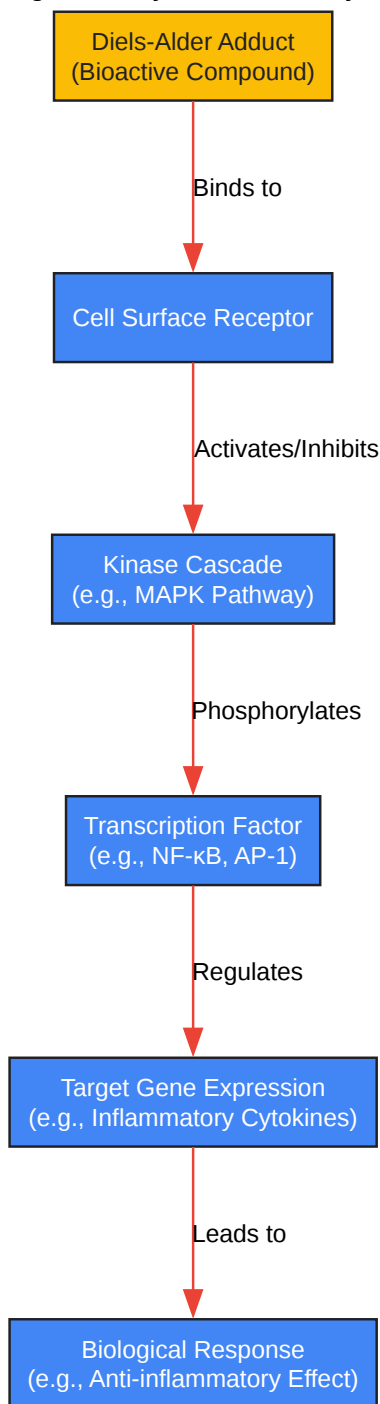 Diels-Alder Adduct
(Bioactive Compound)
Binds to
Cell Surface Receptor
Activates/Inhibits
Kinase Cascade
(e.g., MAPK Pathway)
Phosphorylates
Transcription Factor
(e.g., NF-κB, AP-1)
Regulates
Target Gene Expression
(e.g., Inflammatory Cytokines)
Leads to
Biological Response
(e.g., Anti-inflammatory Effect)